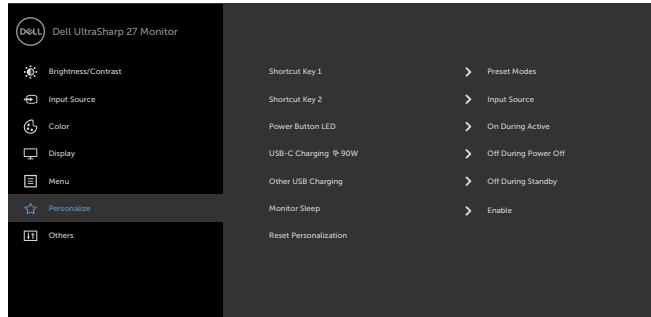 DELL Dell UltraSharp 27 Monitor
Brightness/Contrast Shortcut Key 1 Preset Modes
Input Source Shortcut Key 2 Input Source
Color Power Button LED On During Active
Display USB-C Charging 90W Off During Power Off
Menu Other USB Charging Off During Standby
Personalize Monitor Sleep Enable
Others Reset Personalization